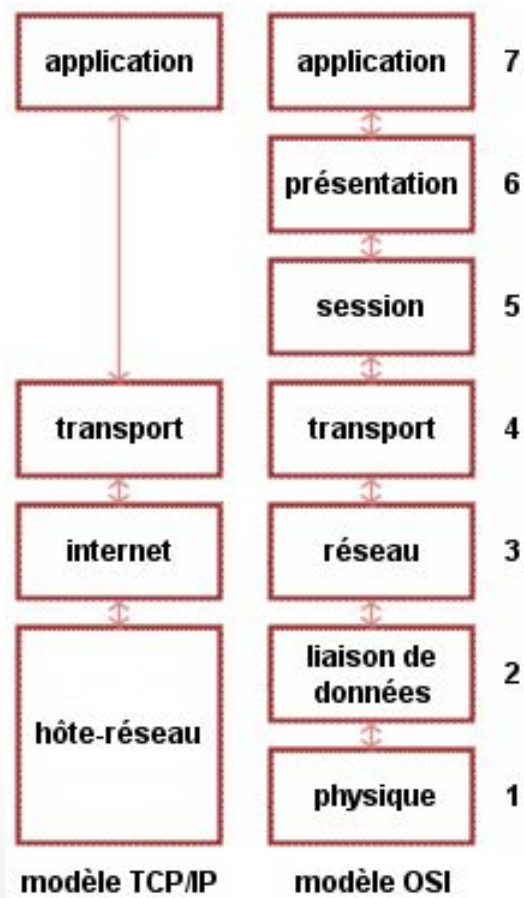 application application 7
présentation 6
session 5
transport transport 4
internet réseau 3
liaison de
données 2
hôte-réseau
physique 1
modèle TCP/IP modèle OSI